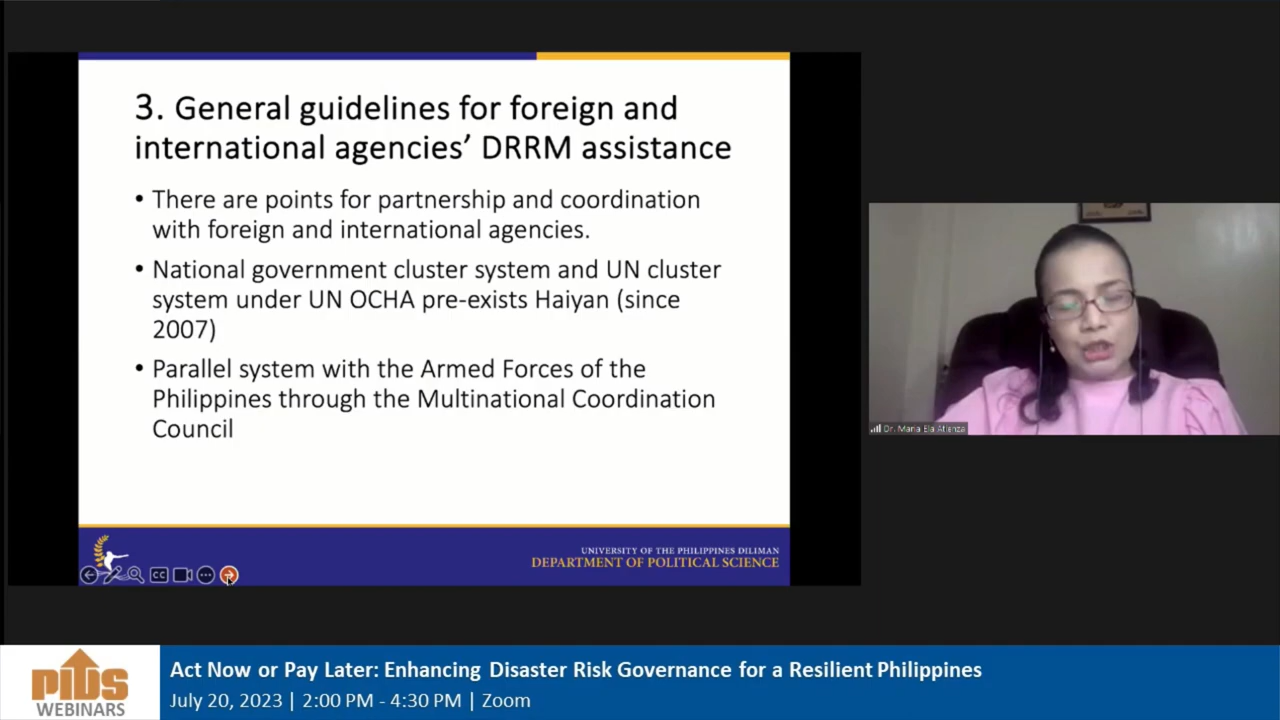 3. General guidelines for foreign and
international agencies' DRRM assistance
• There are points for partnership and coordination
with foreign and international agencies.
• National government cluster system and UN cluster
system under UN OCHA pre-exists Haiyan (since
2007)
• Parallel system with the Armed Forces of the
Philippines through the Multinational Coordination
Council
UNIVERSITY OF THE PHILIPPINES DILIMAN
DEPARTMENT OF POLITICAL SCIENCE
CC
Dr. Maria Ela Atienza
PIDS
WEBINARS
Act Now or Pay Later: Enhancing Disaster Risk Governance for a Resilient Philippines
July 20, 2023 | 2:00 PM - 4:30 PM | Zoom